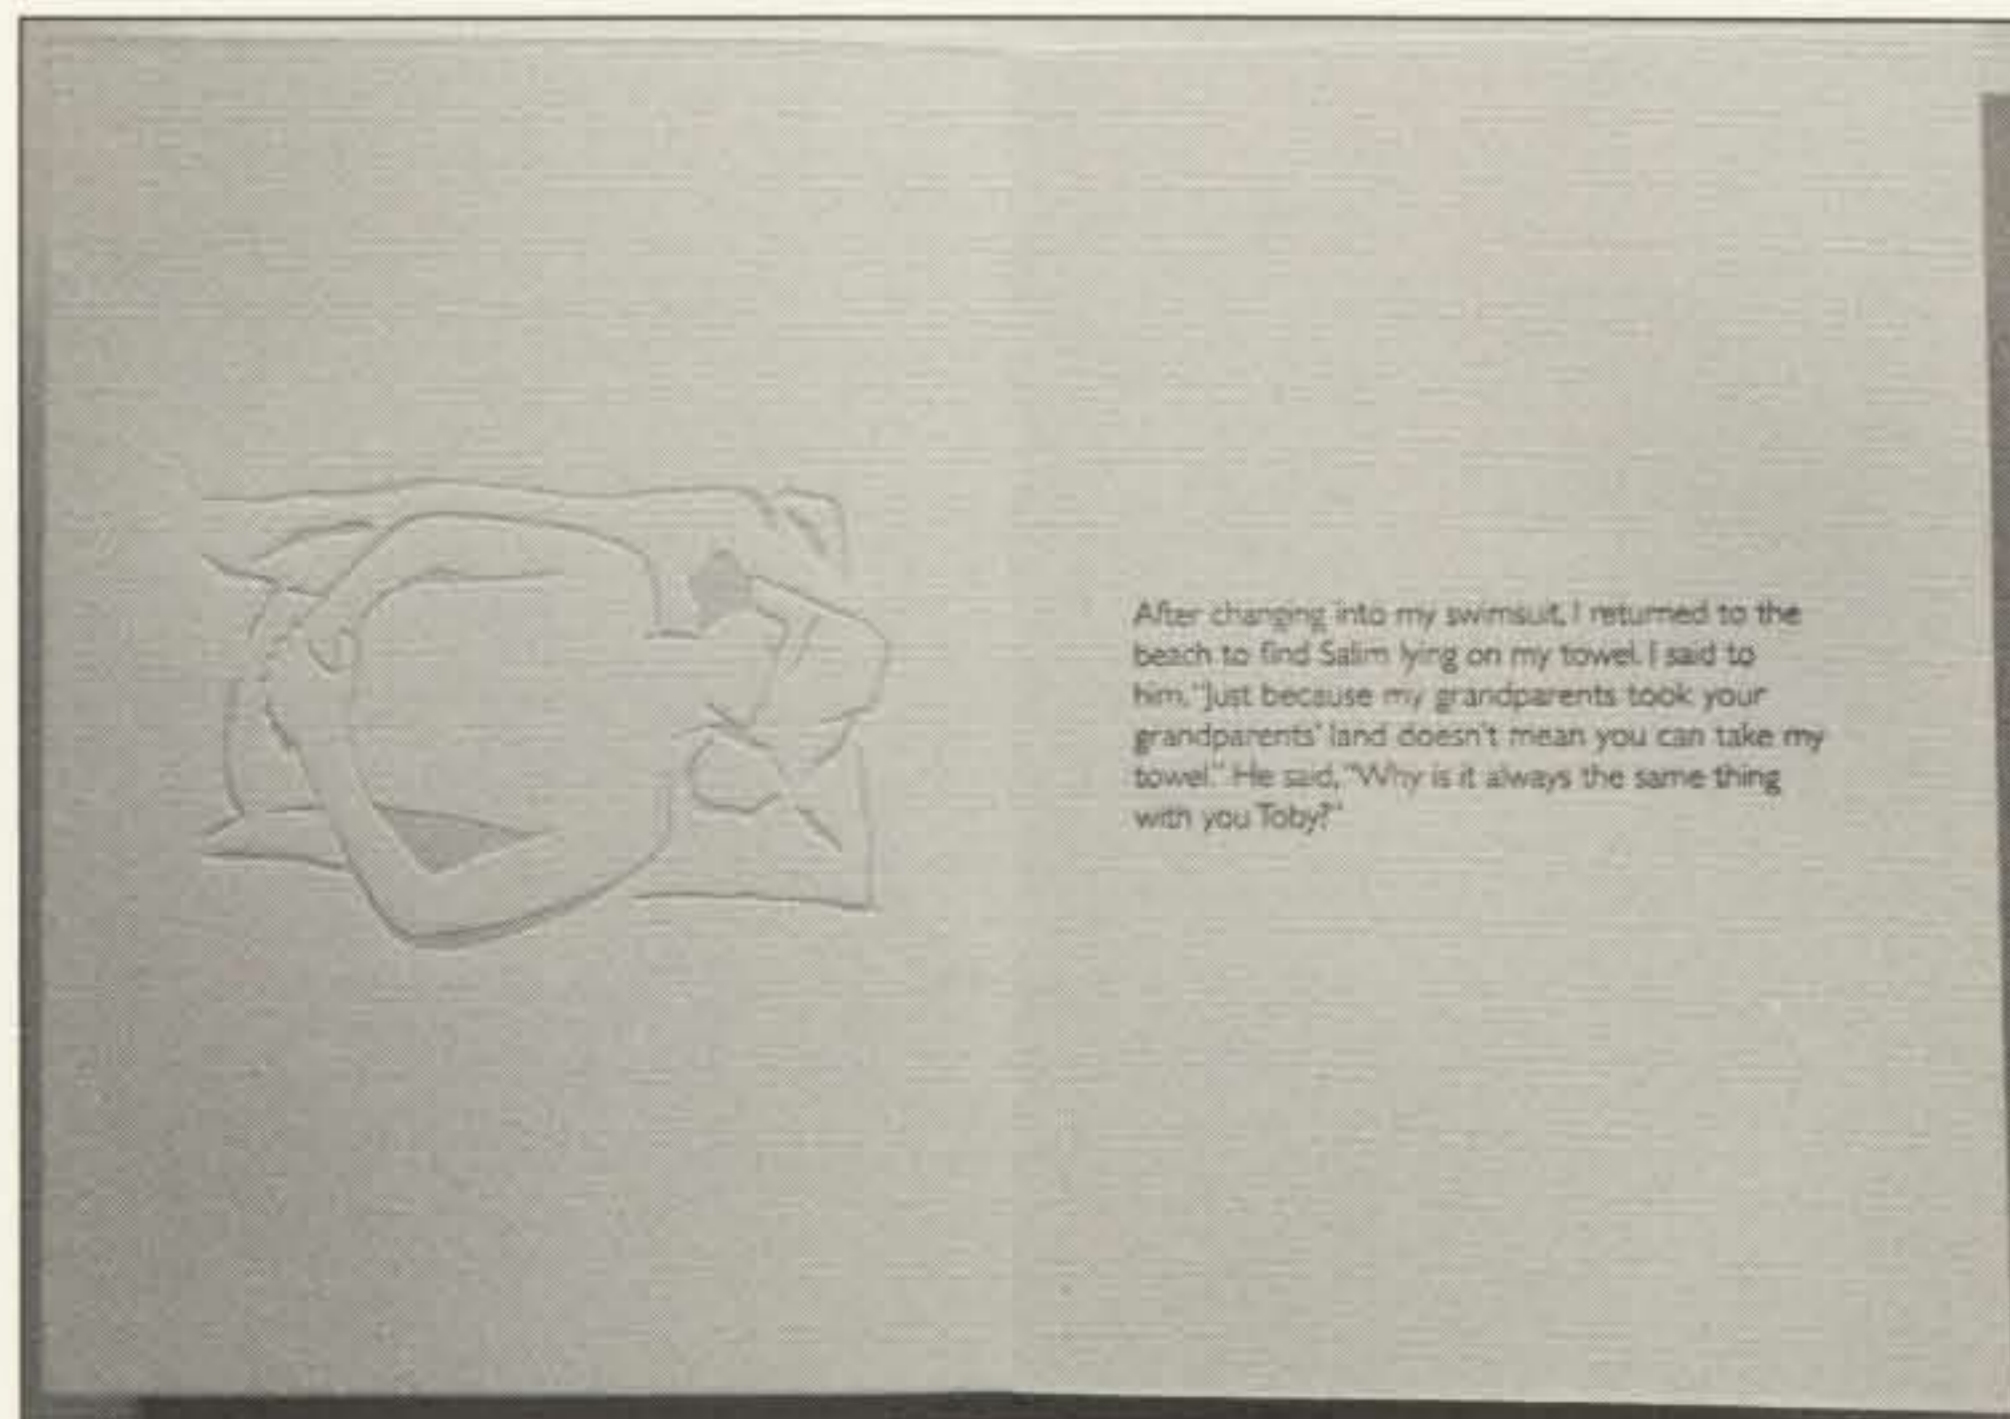 After changing into my swimsuit, I returned to the
beach to find Salim lying on my towel. I said to
him, "Just because my grandparents took your
grandparents' land doesn't mean you can take my
towel." He said, "Why is it always the same thing
with you Toby?"